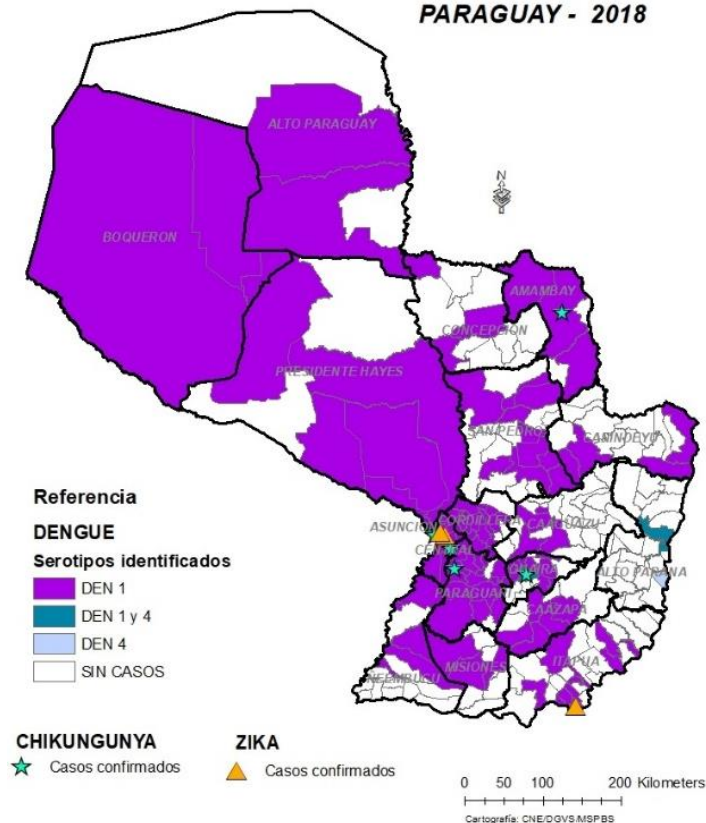 PARAGUAY - 2018
N
ALTO PARAGUAY
BOQUERON
AMAMBAY
CONCEPCION
PRESIDENTE HAYES
SAN PEDRO
CANINDEYU
ASUNCION
CORDILLERA
CAAGUAZU
CENTRAL
ALTO PARANA
GUAIRA
PARAGUARI
CAAZAPA
ITAPUA
MISIONES
ÑEEMBUCU
Referencia
DENGUE
Serotipos identificados
DEN 1
DEN 1 y 4
DEN 4
SIN CASOS
CHIKUNGUNYA
Casos confirmados
ZIKA
Casos confirmados
0 50 100 200 Kilometers
Cartografía: CNE/DGVS/MSPBS